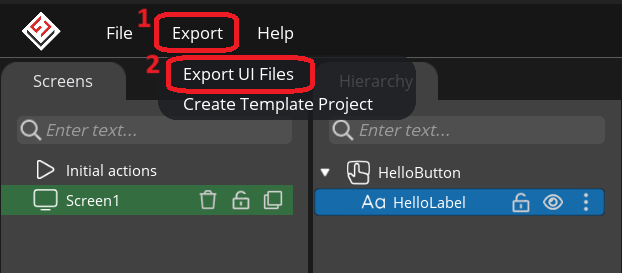 1
File Export Help
2
Export UI Files
Screens Hierarchy
Create Template Project
Enter text... Enter text...
Initial actions HelloButton
Screen1 Aa HelloLabel